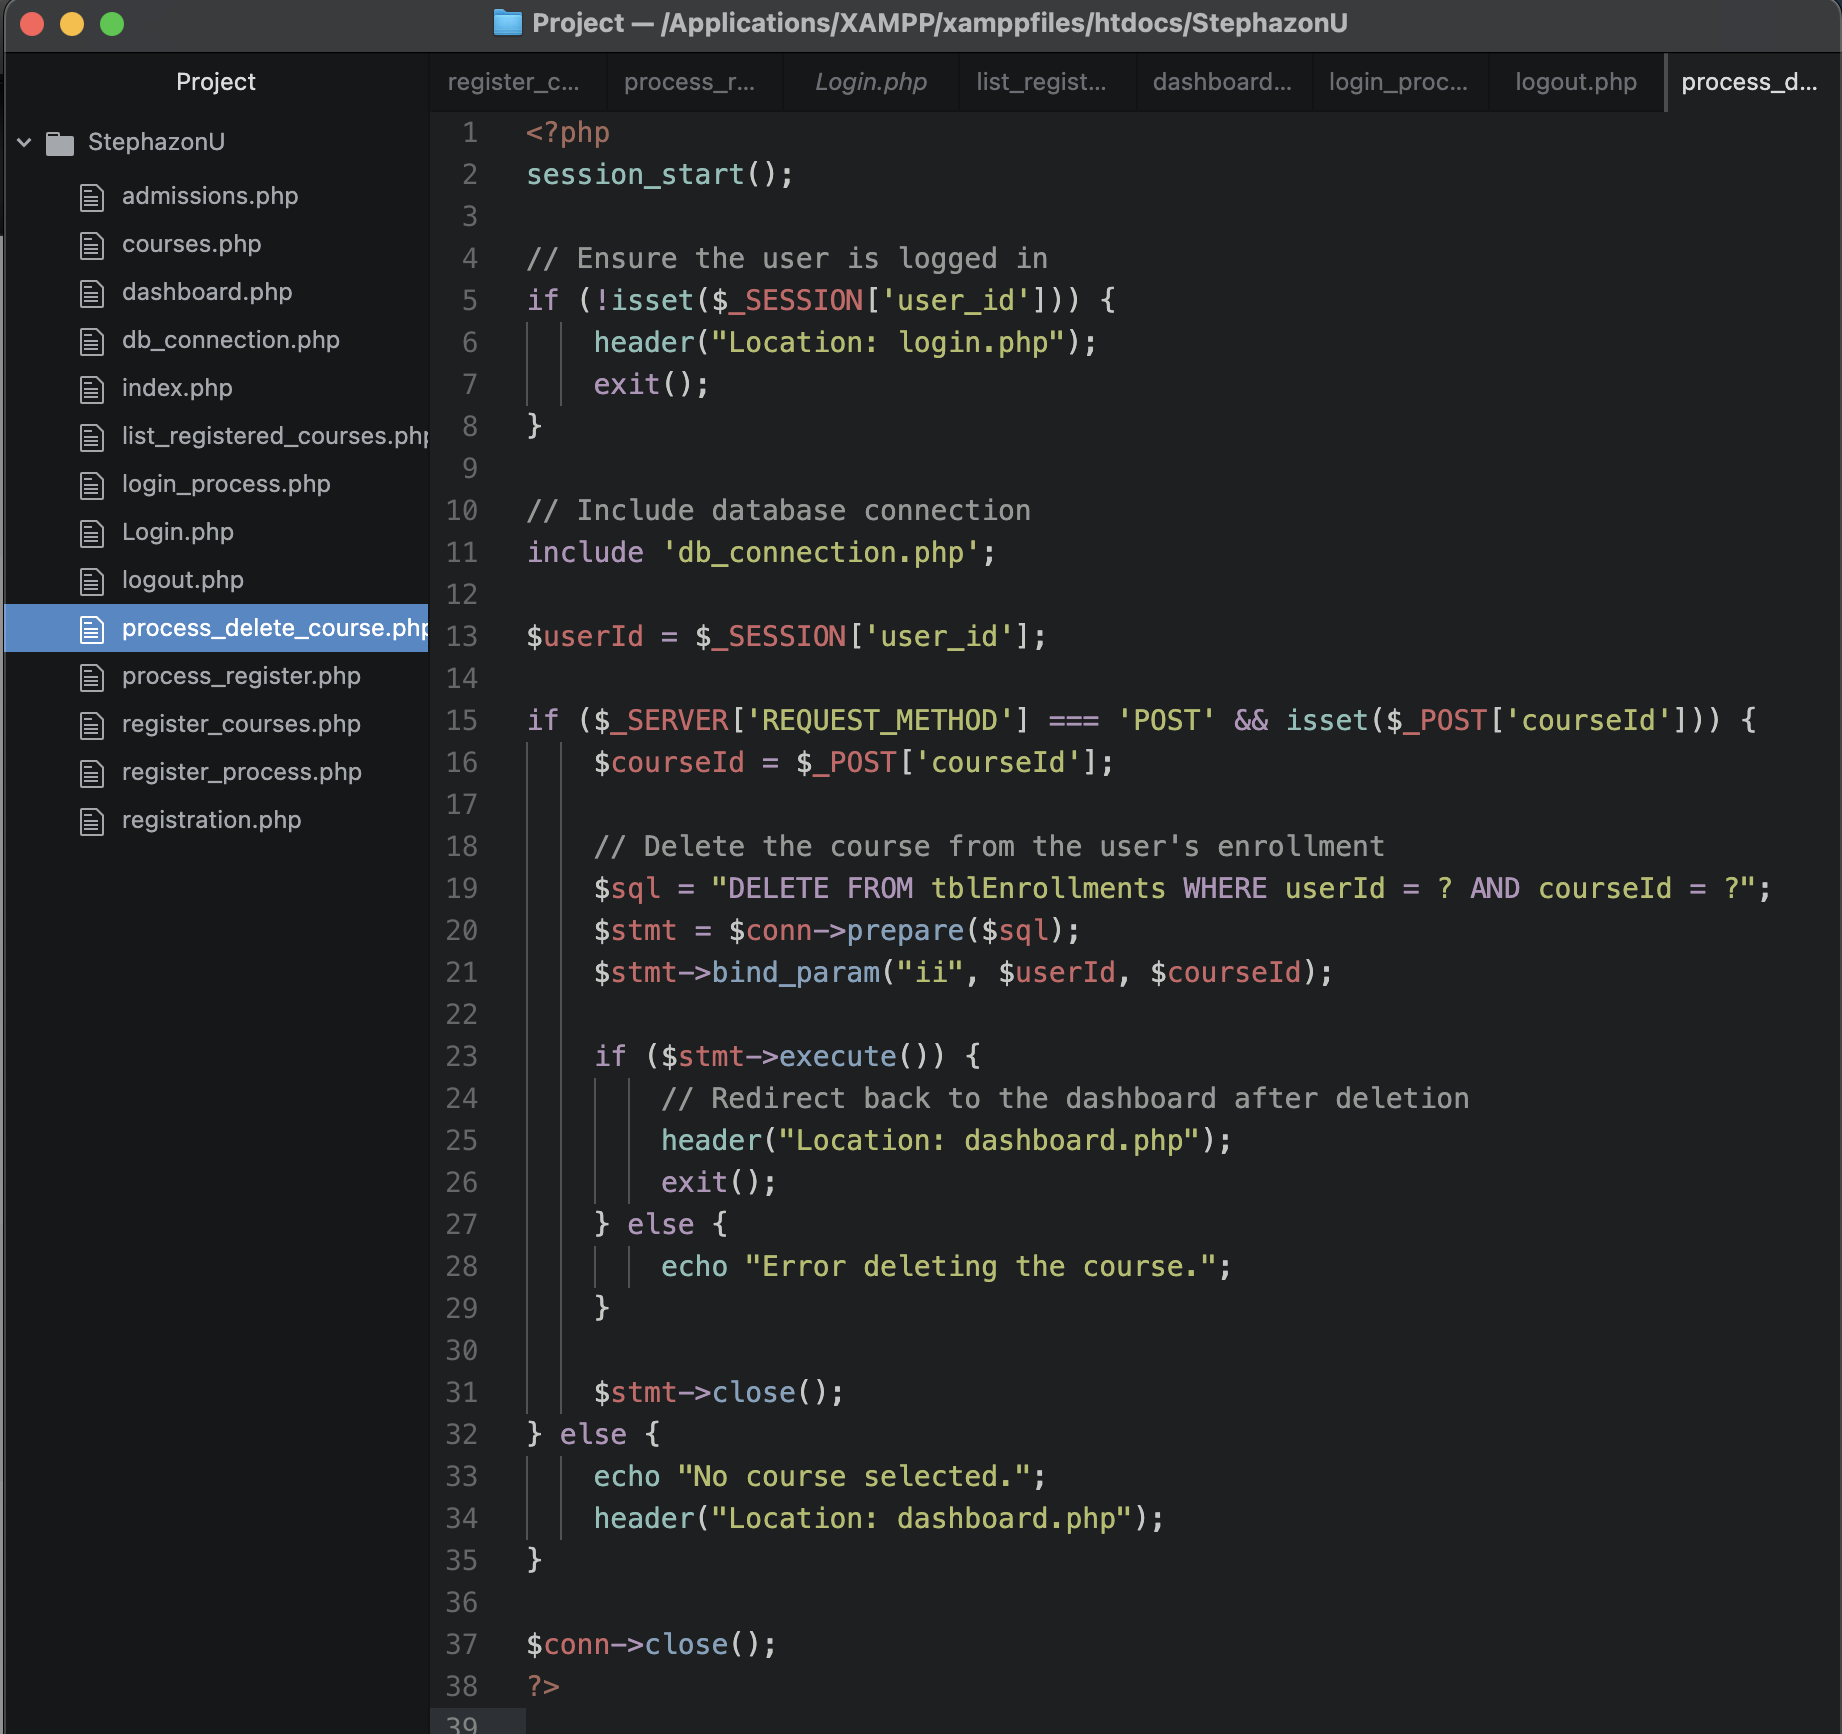 Project — /Applications/XAMPP/xamppfiles/htdocs/StephazonU
Project
register_c... process_r... Login.php list_regist... dashboard... login_proc... logout.php process_d...
StephazonU
admissions.php
courses.php
dashboard.php
db_connection.php
index.php
list_registered_courses.php
login_process.php
Login.php
logout.php
process_delete_course.php
process_register.php
register_courses.php
register_process.php
registration.php
1 <?php
2 session_start();
3
4 // Ensure the user is logged in
5 if (!isset($_SESSION['user_id'])) {
6 header("Location: login.php");
7 exit();
8 }
9
10 // Include database connection
11 include 'db_connection.php';
12
13 $userId = $_SESSION['user_id'];
14
15 if ($_SERVER['REQUEST_METHOD'] === 'POST' && isset($_POST['courseId'])) {
16 $courseId = $_POST['courseId'];
17
18 // Delete the course from the user's enrollment
19 $sql = "DELETE FROM tblEnrollments WHERE userId = ? AND courseId = ?";
20 $stmt = $conn->prepare($sql);
21 $stmt->bind_param("ii", $userId, $courseId);
22
23 if ($stmt->execute()) {
24 // Redirect back to the dashboard after deletion
25 header("Location: dashboard.php");
26 exit();
27 } else {
28 echo "Error deleting the course.";
29 }
30
31 $stmt->close();
32 } else {
33 echo "No course selected.";
34 header("Location: dashboard.php");
35 }
36
37 $conn->close();
38 ?>
39